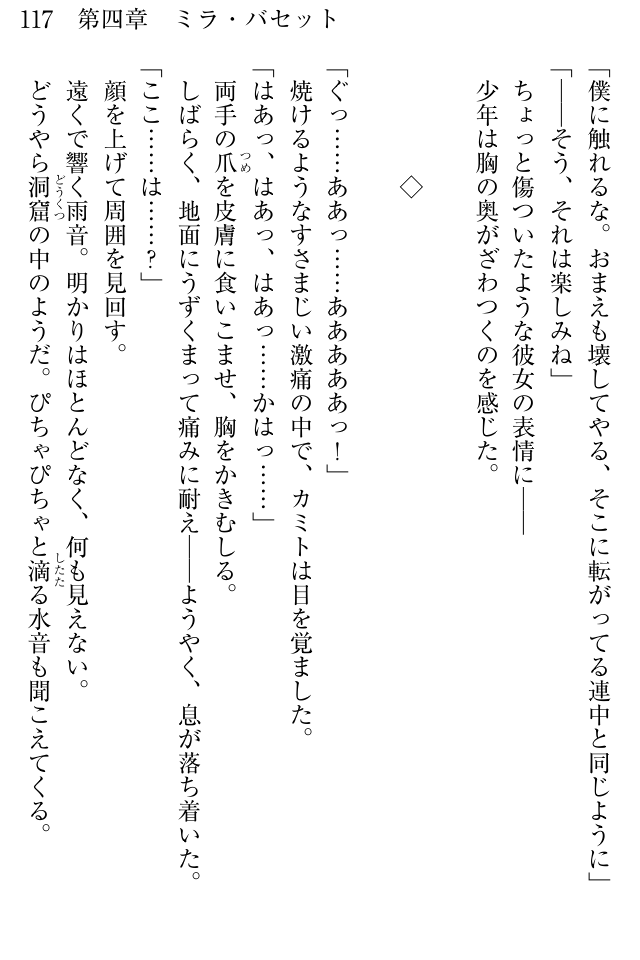 117 第四章 ミラ・バセット
「僕に触れるな。おまえも壊してやる、そこに転がってる連中と同じように」
「――そう、それは楽しみね」
ちょっと傷ついたような彼女の表情に――
少年は胸の奥がざわつくのを感じた。
◇
「ぐっ……ああっ……ああああああっ！」
焼けるようなすさまじい激痛の中で、カミトは目を覚ました。
「はあっ、はあっ、はあっ……かはっ……」
両手の爪を皮膚に食いこませ、胸をかきむしる。
しばらく、地面にうずくまって痛みに耐え――ようやく、息が落ち着いた。
「ここ……は……？」
顔を上げて周囲を見回す。
遠くで響く雨音。明かりはほとんどなく、何も見えない。
どうやら洞窟の中のようだ。ぴちゃぴちゃと滴る水音も聞こえてくる。